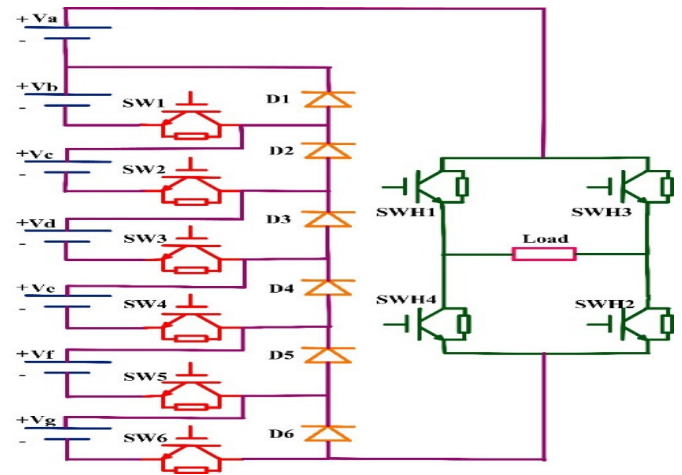 +Va
-
+Vb
-
SW1
D1
+Vc
-
SW2
D2
+Vd
-
SW3
D3
+Ve
-
SW4
D4
+Vf
-
SW5
D5
+Vg
-
SW6
D6
SWH1
SWH3
Load
SWH4
SWH2